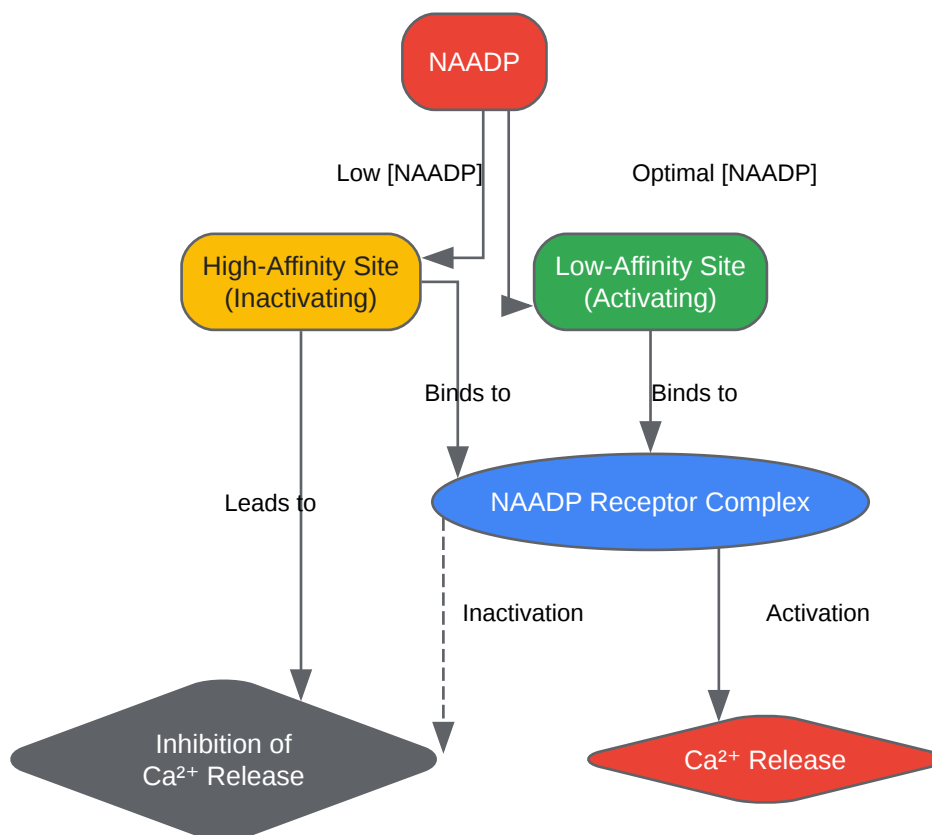 NAADP
Low [NAADP]
Optimal [NAADP]
High-Affinity Site
(Inactivating)
Low-Affinity Site
(Activating)
Binds to
Binds to
Leads to
NAADP Receptor Complex
Inactivation
Activation
Inhibition of
Ca²⁺ Release
Ca²⁺ Release